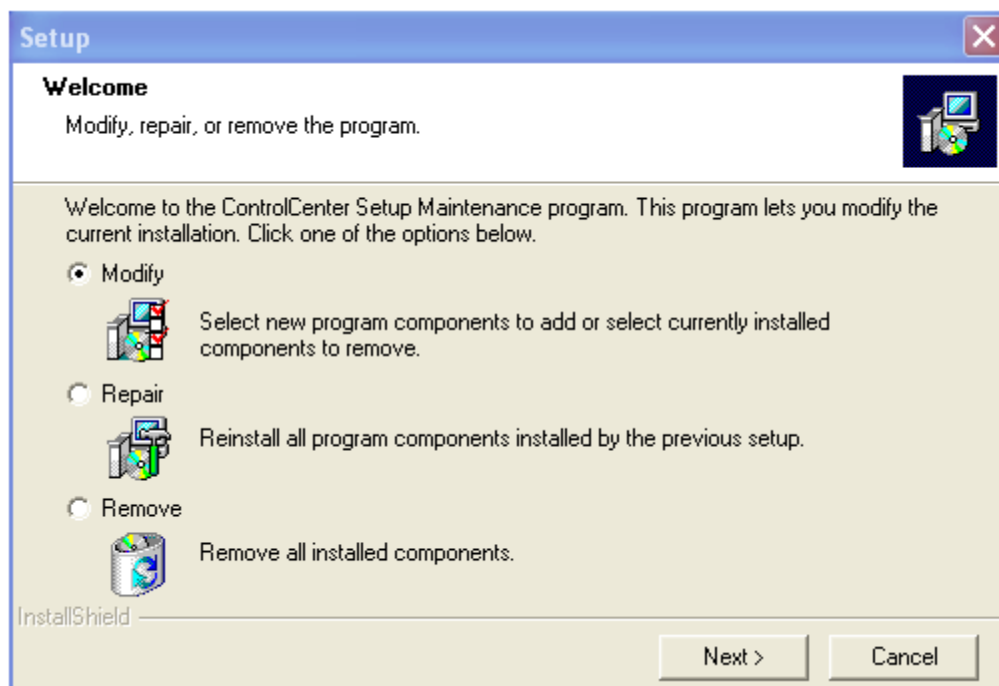 Setup
Welcome
Modify, repair, or remove the program.
Welcome to the ControlCenter Setup Maintenance program. This program lets you modify the
current installation. Click one of the options below.
Modify
Select new program components to add or select currently installed
components to remove.
Repair
Reinstall all program components installed by the previous setup.
Remove
Remove all installed components.
InstallShield
Next >
Cancel